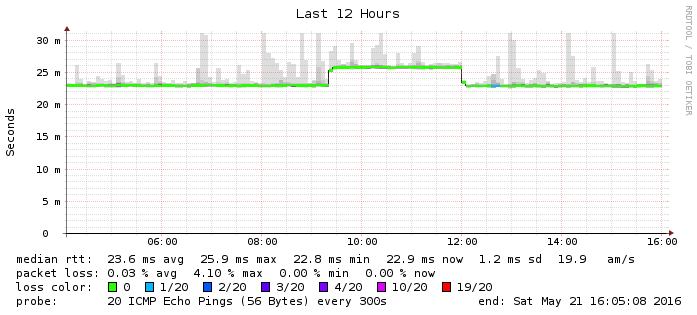 Last 12 Hours
RRDTOOL / TOBI OETIKER
Seconds
30 m
25 m
20 m
15 m
10 m
5 m
0
06:00 08:00 10:00 12:00 14:00 16:00
median rtt: 23.6 ms avg 25.9 ms max 22.8 ms min 22.9 ms now 1.2 ms sd 19.9 am/s
packet loss: 0.03 % avg 4.10 % max 0.00 % min 0.00 % now
loss color: 0 1/20 2/20 3/20 4/20 10/20 19/20
probe: 20 ICMP Echo Pings (56 Bytes) every 300s end: Sat May 21 16:05:08 2016